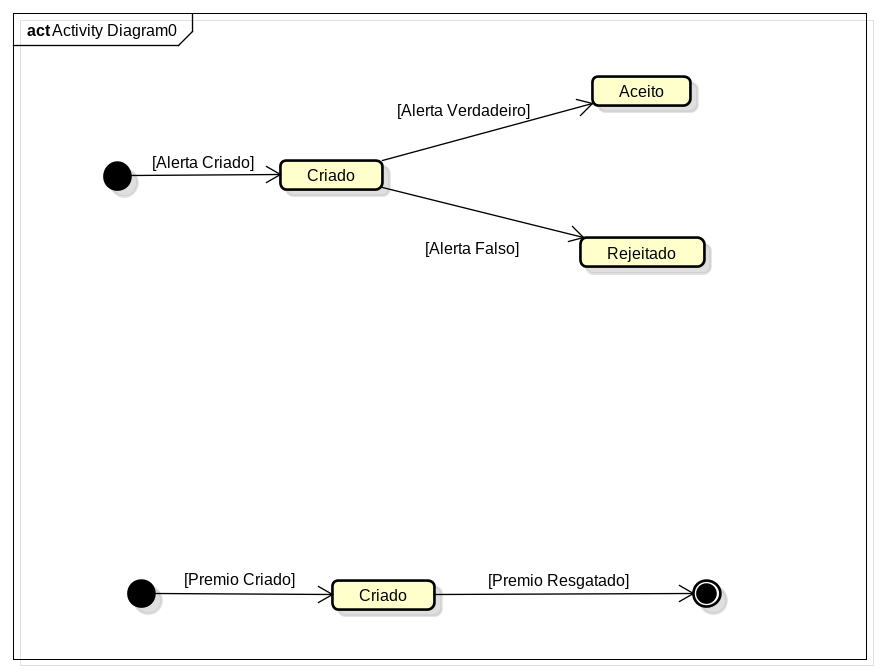 act Activity Diagram0
Aceito
[Alerta Verdadeiro]
[Alerta Criado]
Criado
[Alerta Falso]
Rejeitado
[Premio Criado]
Criado
[Premio Resgatado]